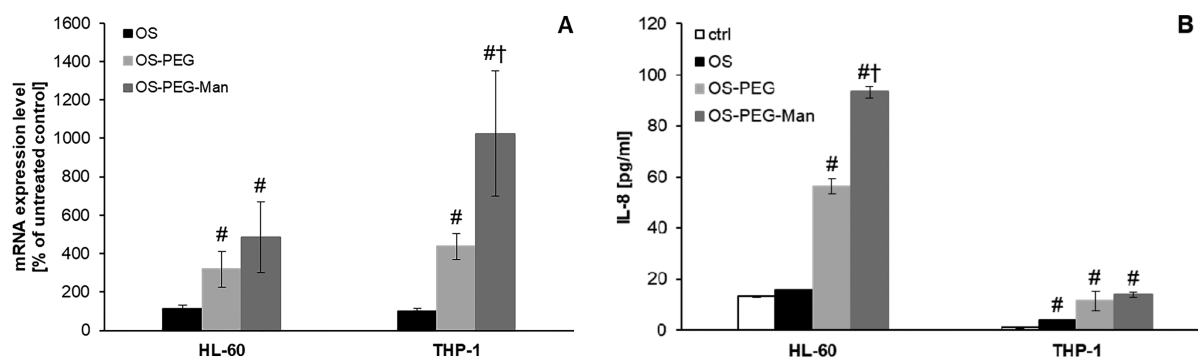 A
mRNA expression level
[% of untreated control]
1600
1400
1200
1000
800
600
400
200
0
OS
OS-PEG
OS-PEG-Man
#
#
#
#†
HL-60
THP-1
B
IL-8 [pg/ml]
120
100
80
60
40
20
0
ctrl
OS
OS-PEG
OS-PEG-Man
#
#†
#
#
#
HL-60
THP-1